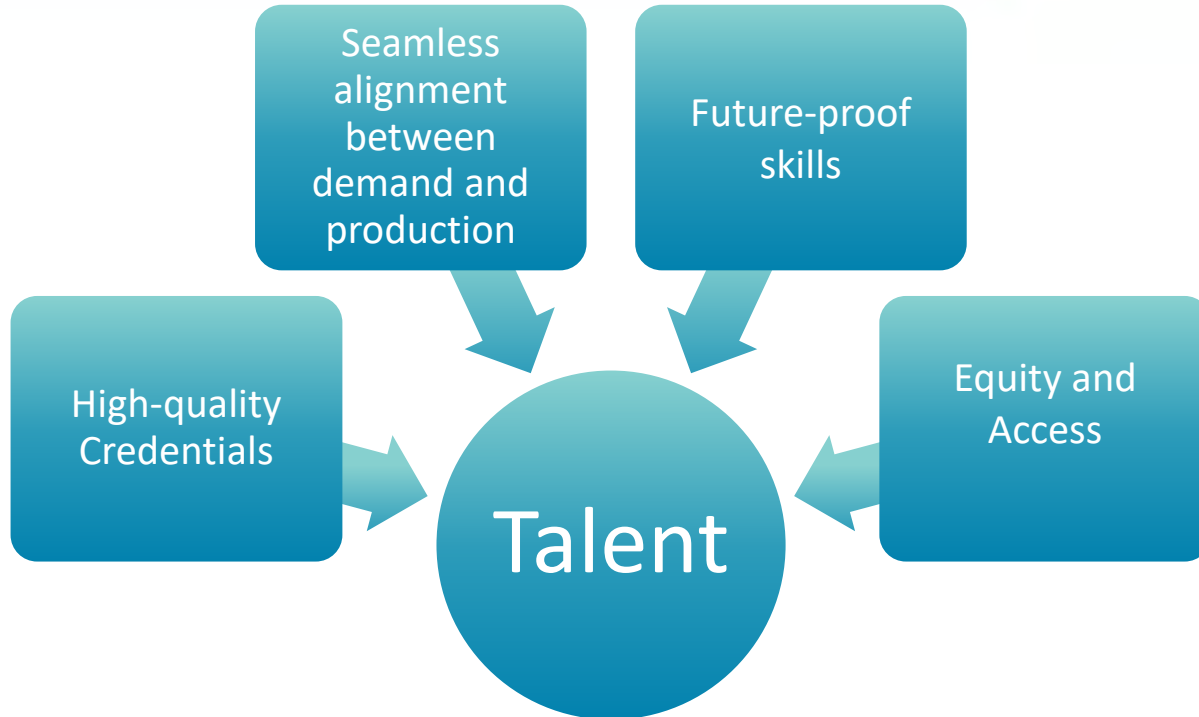 Seamless
alignment
between
demand and
production
Future-proof
skills
High-quality
Credentials
Equity and
Access
Talent